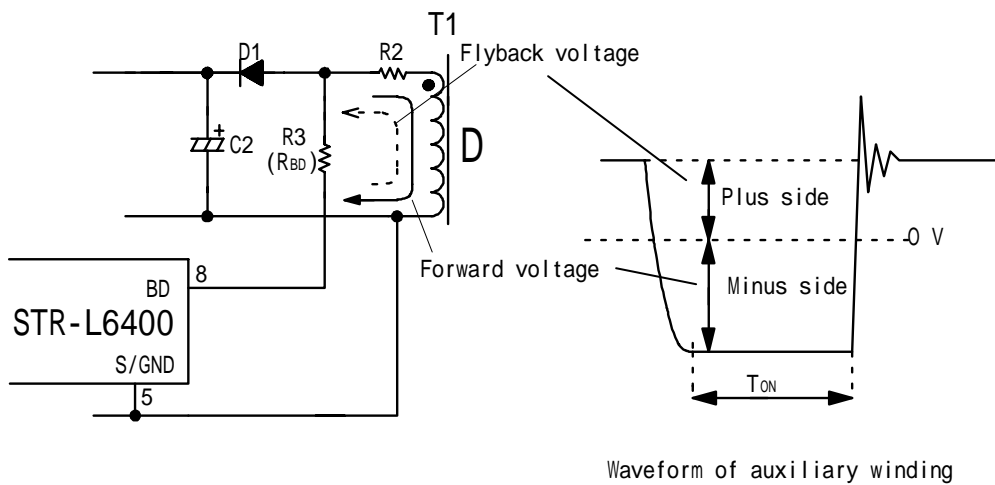 T1
D1
R2
Flyback voltage
+
C2
R3
(RBD)
D
Plus side
0 V
Forward voltage
Minus side
8
BD
STR-L6400
S/GND
5
TON
Waveform of auxiliary winding